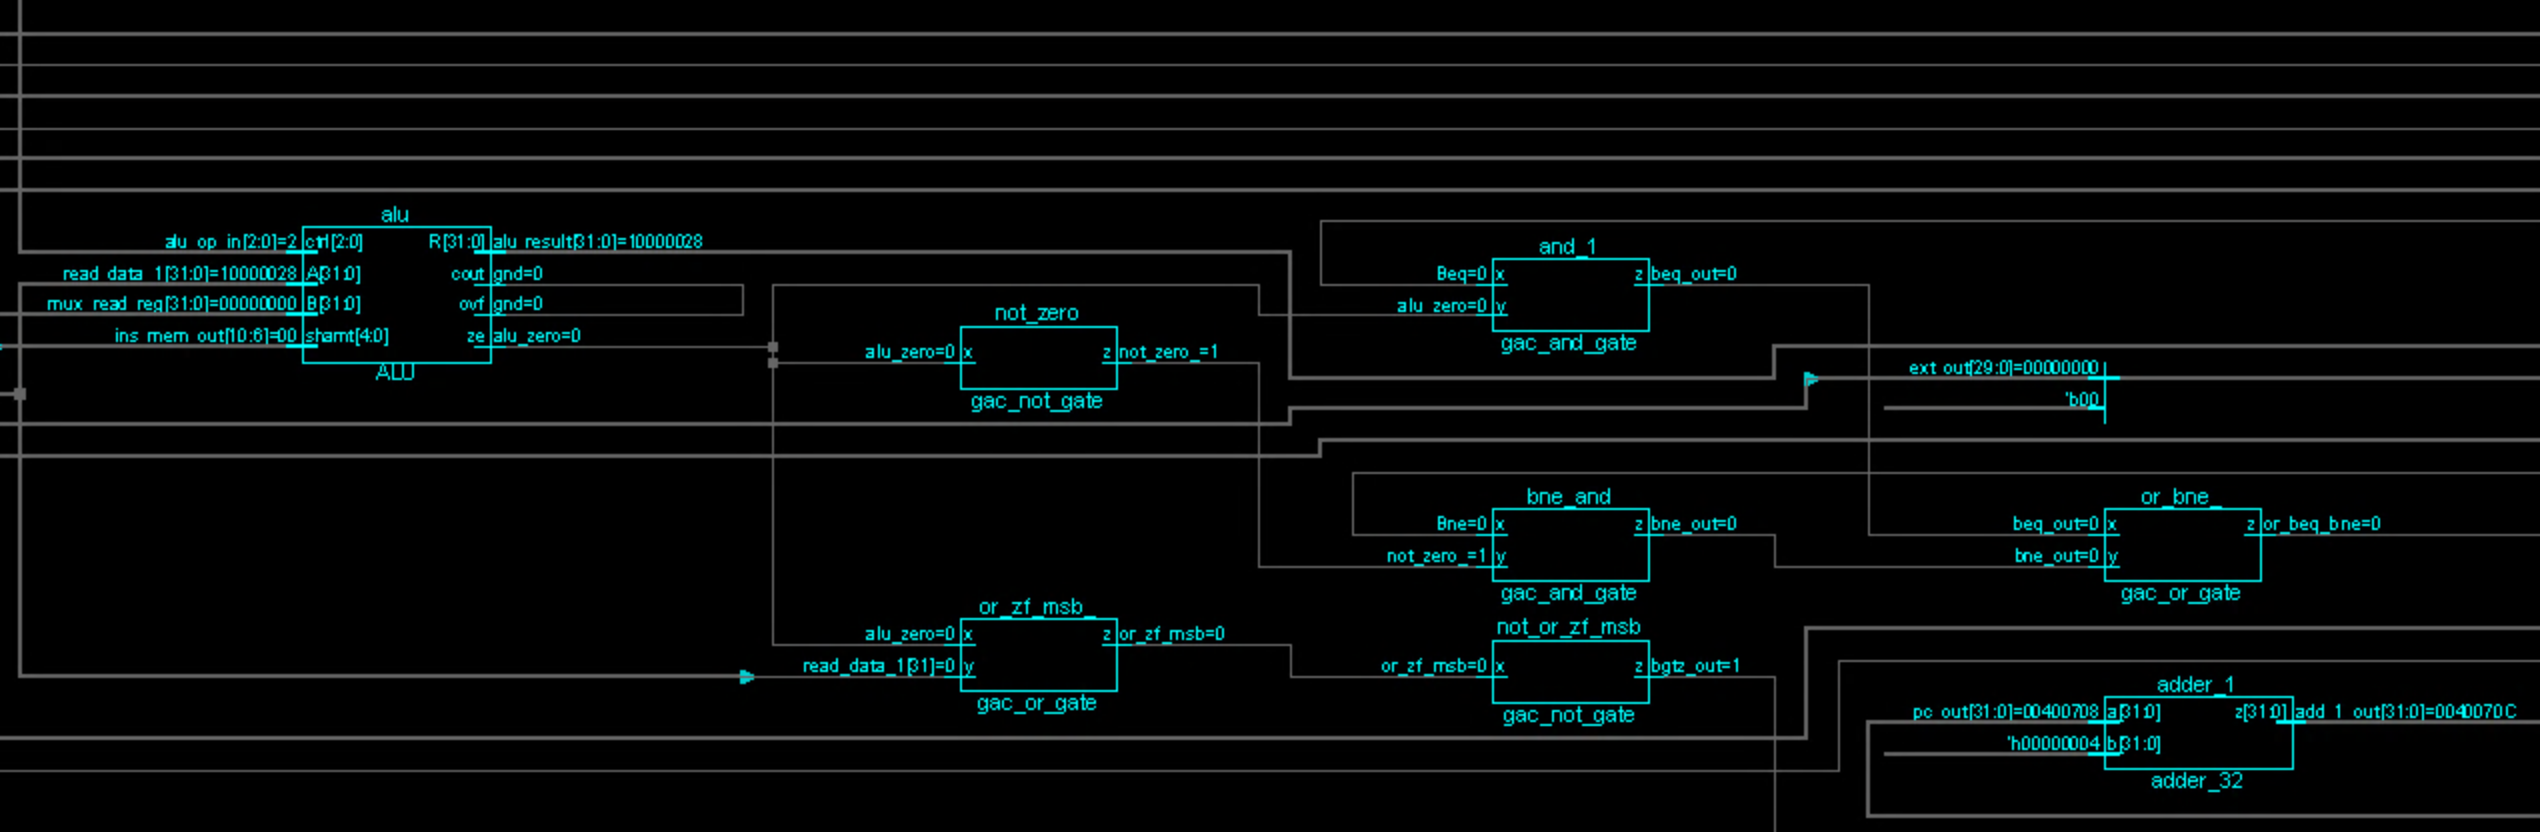 alu
alu_op_in[2:0]=2 ctrl[2:0] R[31:0] alu_result[31:0]=10000028
read_data_1[31:0]=10000028 A[31:0] cout gnd=0
mux_read_reg[31:0]=00000000 B[31:0] ovf gnd=0
ins_mem_out[10:6]=00 shamt[4:0] ze alu_zero=0
ALU
not_zero
alu_zero=0 x z not_zero_=1
gac_not_gate
and_1
Beq=0 x z beq_out=0
alu_zero=0 y
gac_and_gate
ext_out[29:0]=00000000
'b00
bne_and
Bne=0 x z bne_out=0
not_zero_=1 y
gac_and_gate
or_bne_
beq_out=0 x z or_beq_bne=0
bne_out=0 y
gac_or_gate
or_zf_msb_
alu_zero=0 x z or_zf_msb=0
read_data_1[31]=0 y
gac_or_gate
not_or_zf_msb
or_zf_msb=0 x z bgtz_out=1
gac_not_gate
adder_1
pc_out[31:0]=00400708 a[31:0] z[31:0] add_1_out[31:0]=0040070C
'h00000004 b[31:0]
adder_32